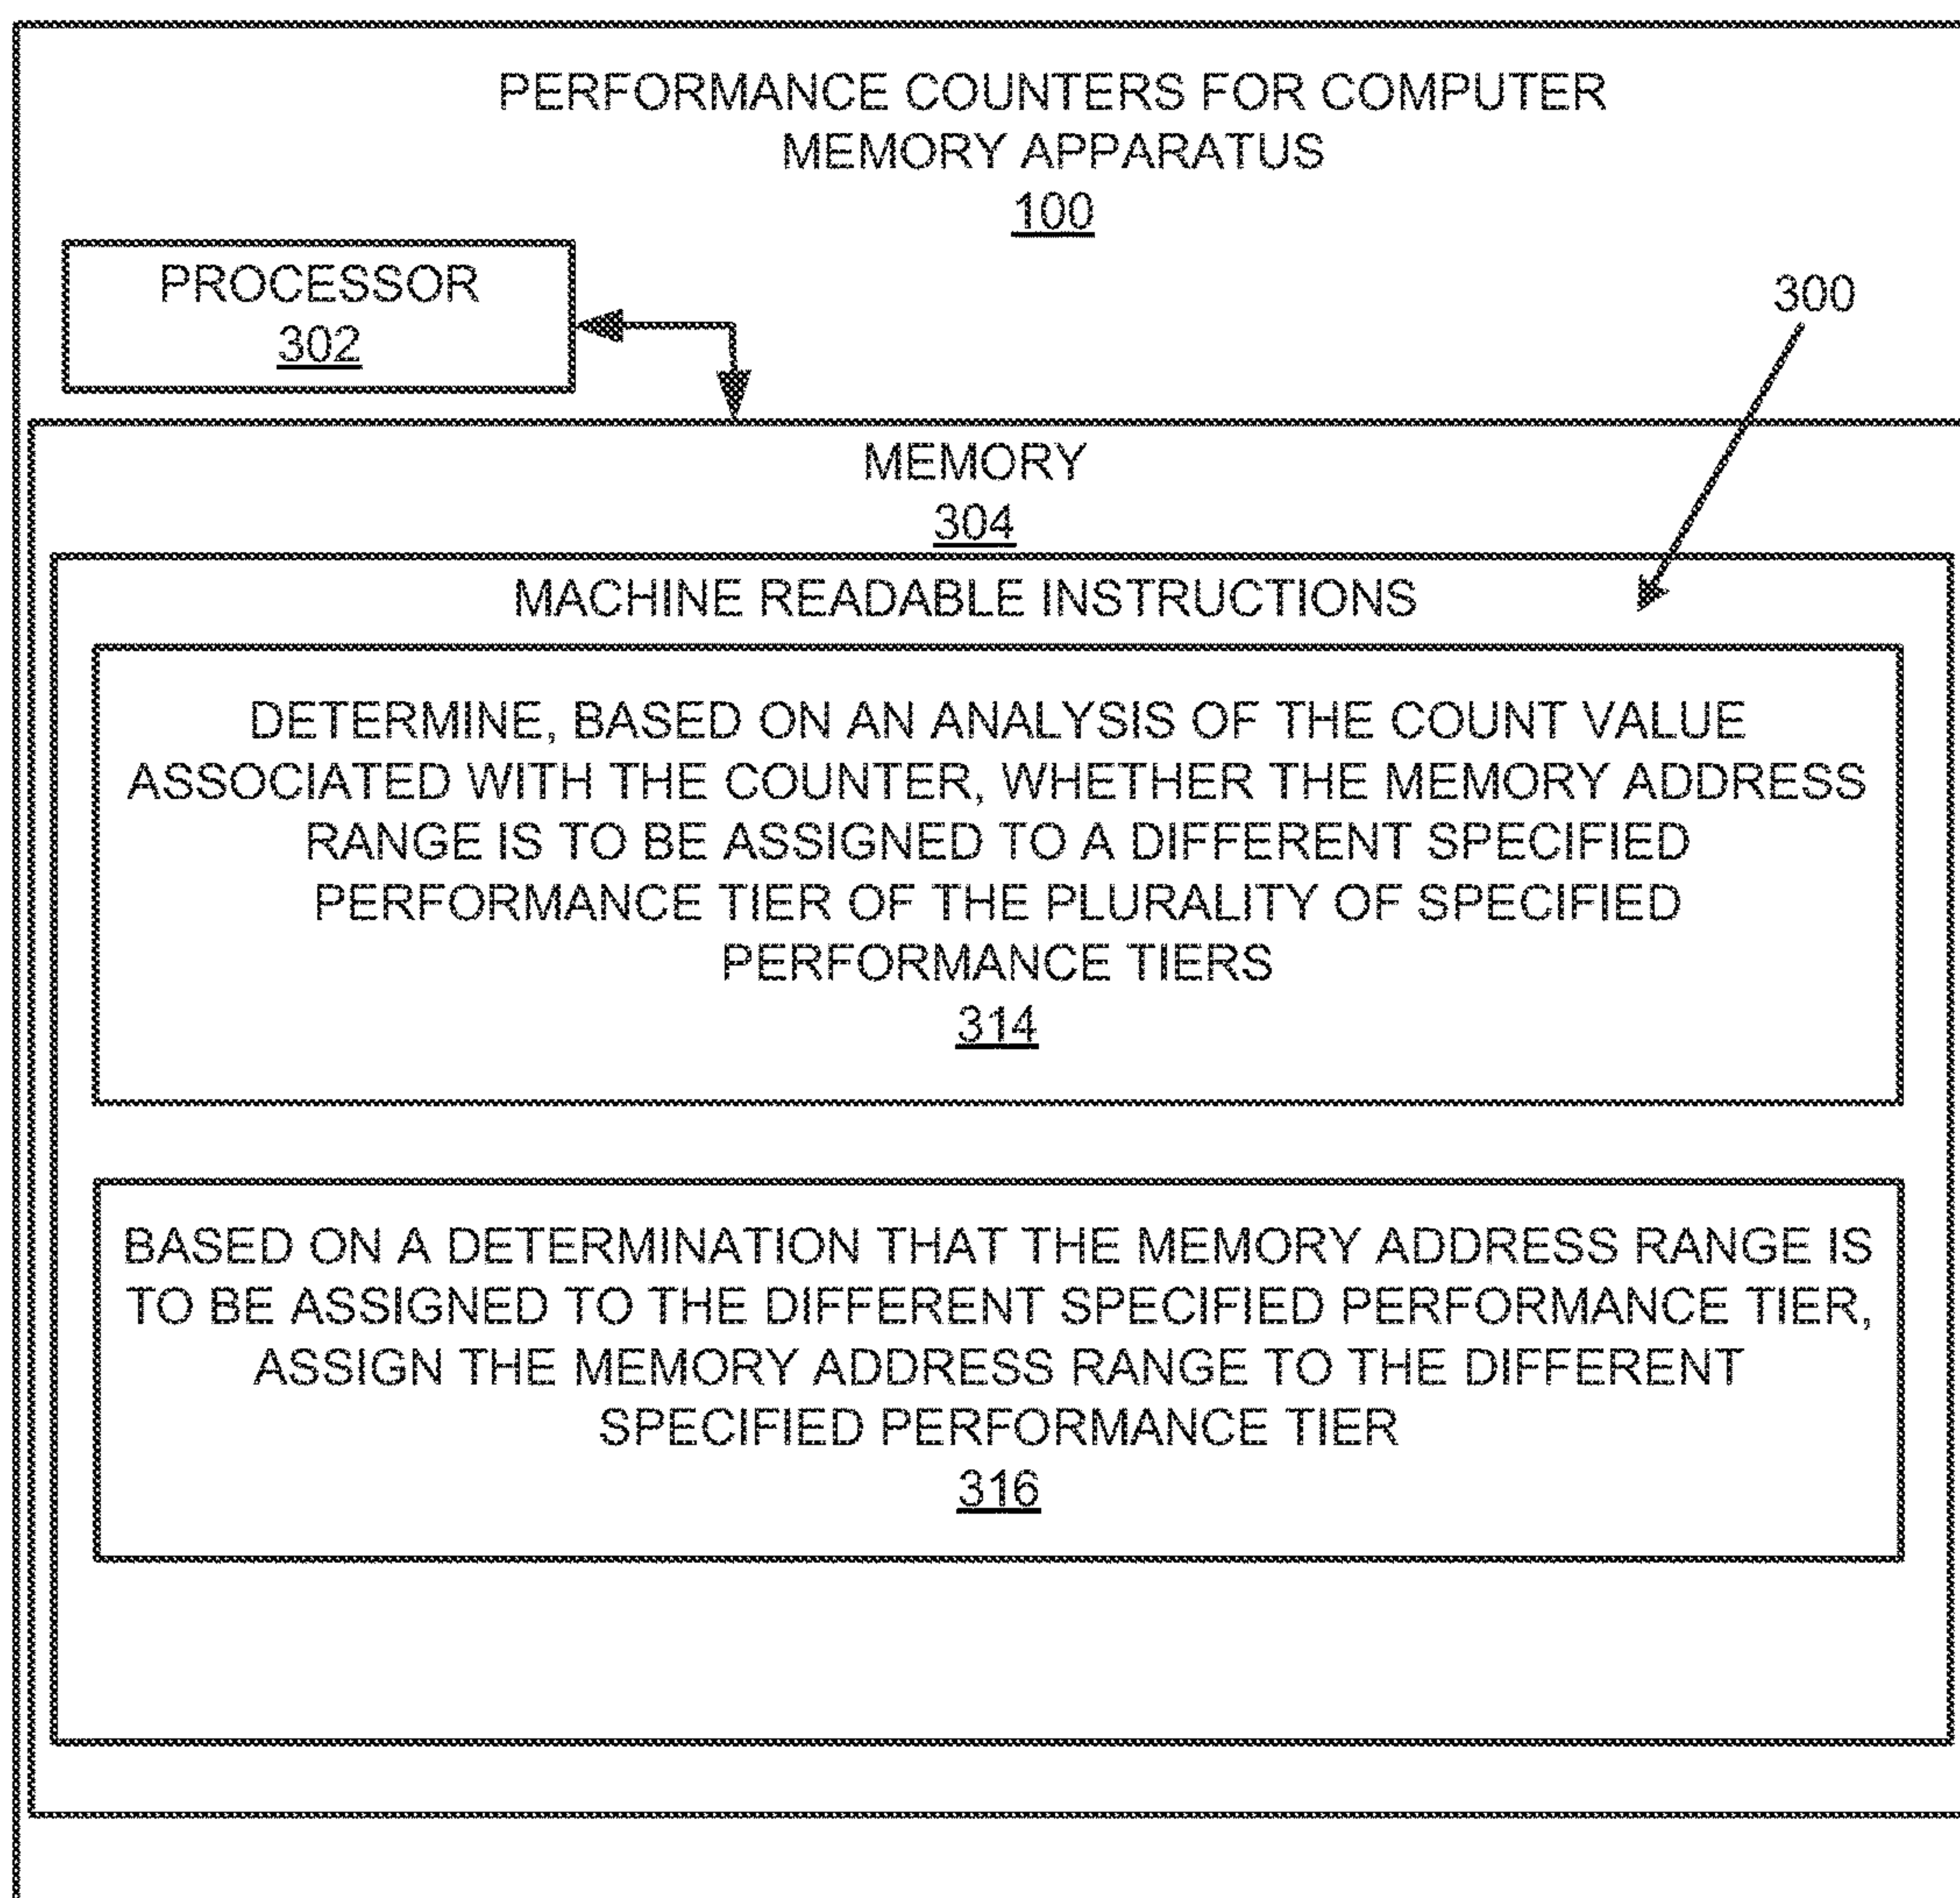 PERFORMANCE COUNTERS FOR COMPUTER
MEMORY APPARATUS
100
PROCESSOR
302
300
MEMORY
304
MACHINE READABLE INSTRUCTIONS
DETERMINE, BASED ON AN ANALYSIS OF THE COUNT VALUE
ASSOCIATED WITH THE COUNTER, WHETHER THE MEMORY ADDRESS
RANGE IS TO BE ASSIGNED TO A DIFFERENT SPECIFIED
PERFORMANCE TIER OF THE PLURALITY OF SPECIFIED
PERFORMANCE TIERS
314
BASED ON A DETERMINATION THAT THE MEMORY ADDRESS RANGE IS
TO BE ASSIGNED TO THE DIFFERENT SPECIFIED PERFORMANCE TIER,
ASSIGN THE MEMORY ADDRESS RANGE TO THE DIFFERENT
SPECIFIED PERFORMANCE TIER
316